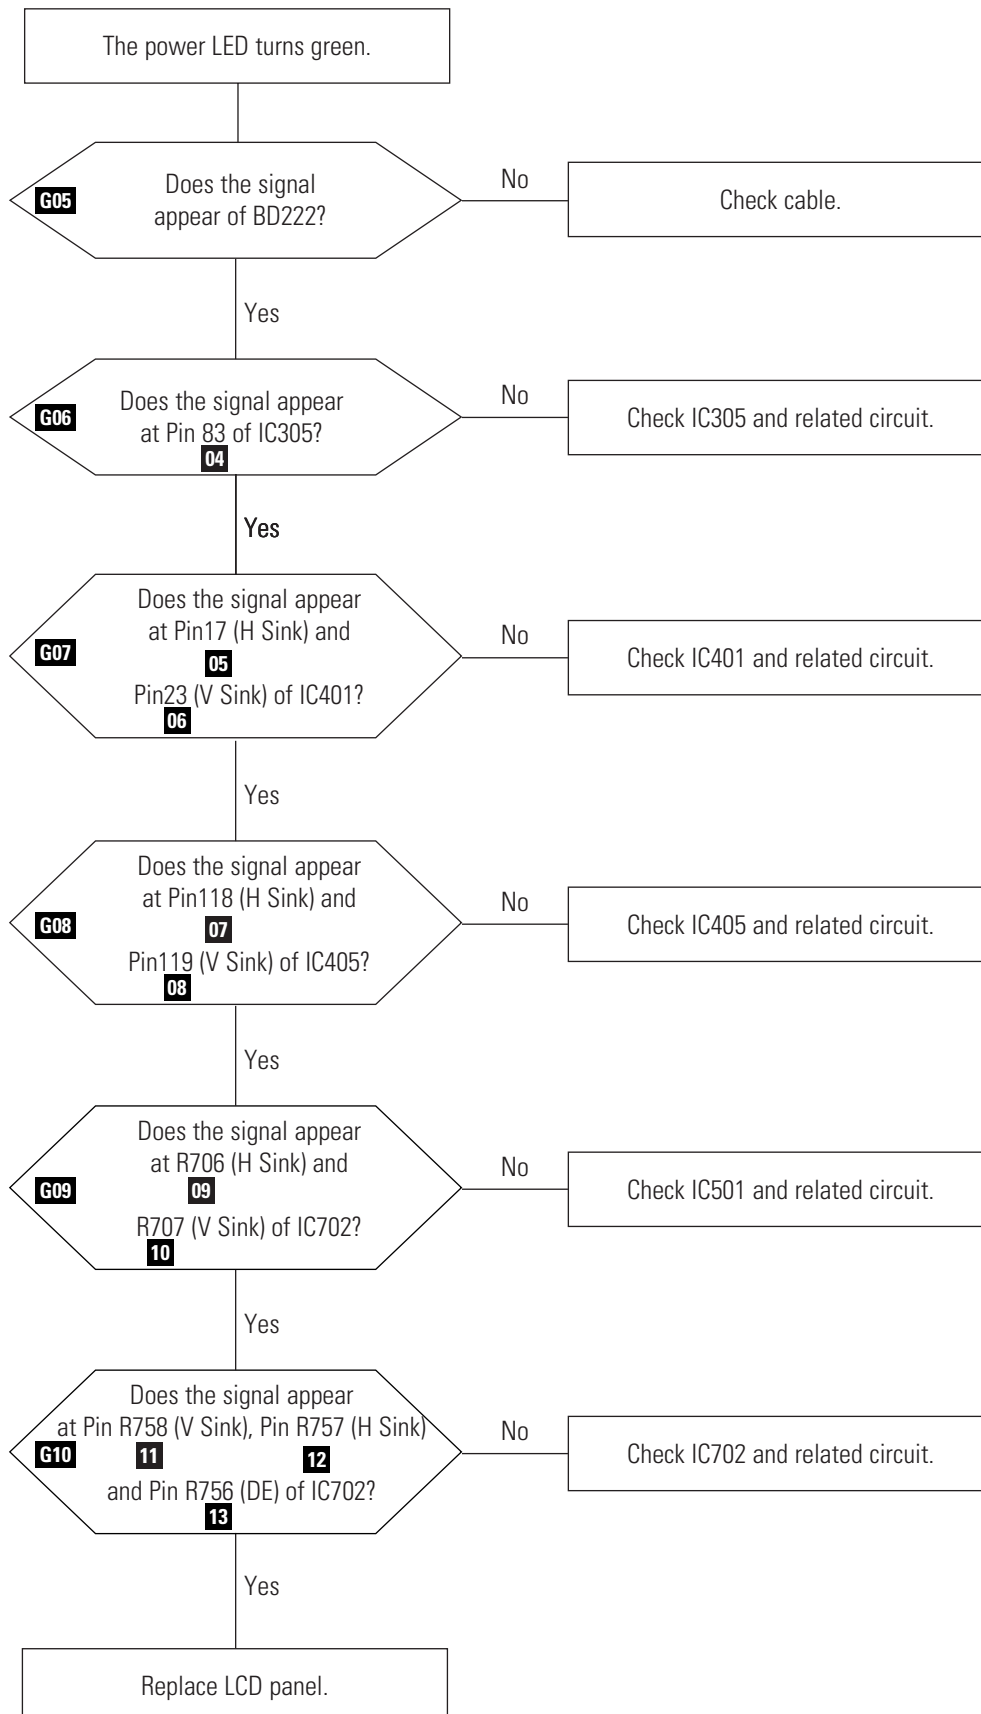 The power LED turns green.
Does the signal
G05
appear of BD222?
No
Check cable.
Yes
Does the signal appear
G06
at Pin 83 of IC305?
04
No
Check IC305 and related circuit.
Yes
Does the signal appear
at Pin17 (H Sink) and
G07
05
Pin23 (V Sink) of IC401?
06
No
Check IC401 and related circuit.
Yes
Does the signal appear
at Pin118 (H Sink) and
G08
07
Pin119 (V Sink) of IC405?
08
No
Check IC405 and related circuit.
Yes
Does the signal appear
at R706 (H Sink) and
G09
09
R707 (V Sink) of IC702?
10
No
Check IC501 and related circuit.
Yes
Does the signal appear
at Pin R758 (V Sink), Pin R757 (H Sink)
G10
11
12
and Pin R756 (DE) of IC702?
13
No
Check IC702 and related circuit.
Yes
Replace LCD panel.